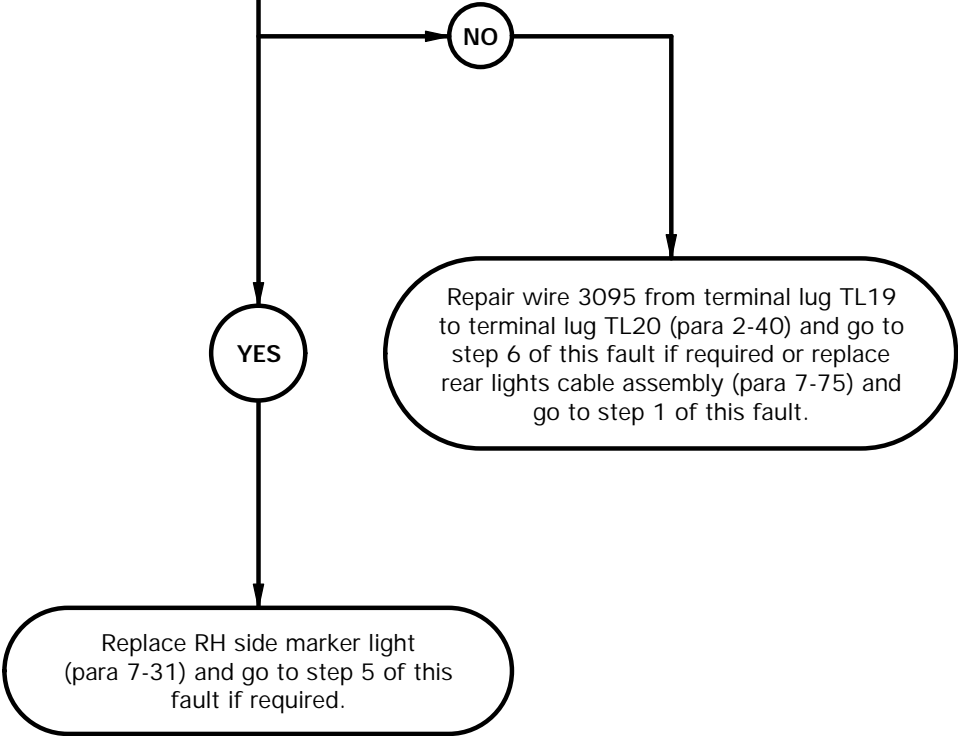 NO
Repair wire 3095 from terminal lug TL19
to terminal lug TL20 (para 2-40) and go to
step 6 of this fault if required or replace
rear lights cable assembly (para 7-75) and
go to step 1 of this fault.
YES
Replace RH side marker light
(para 7-31) and go to step 5 of this
fault if required.